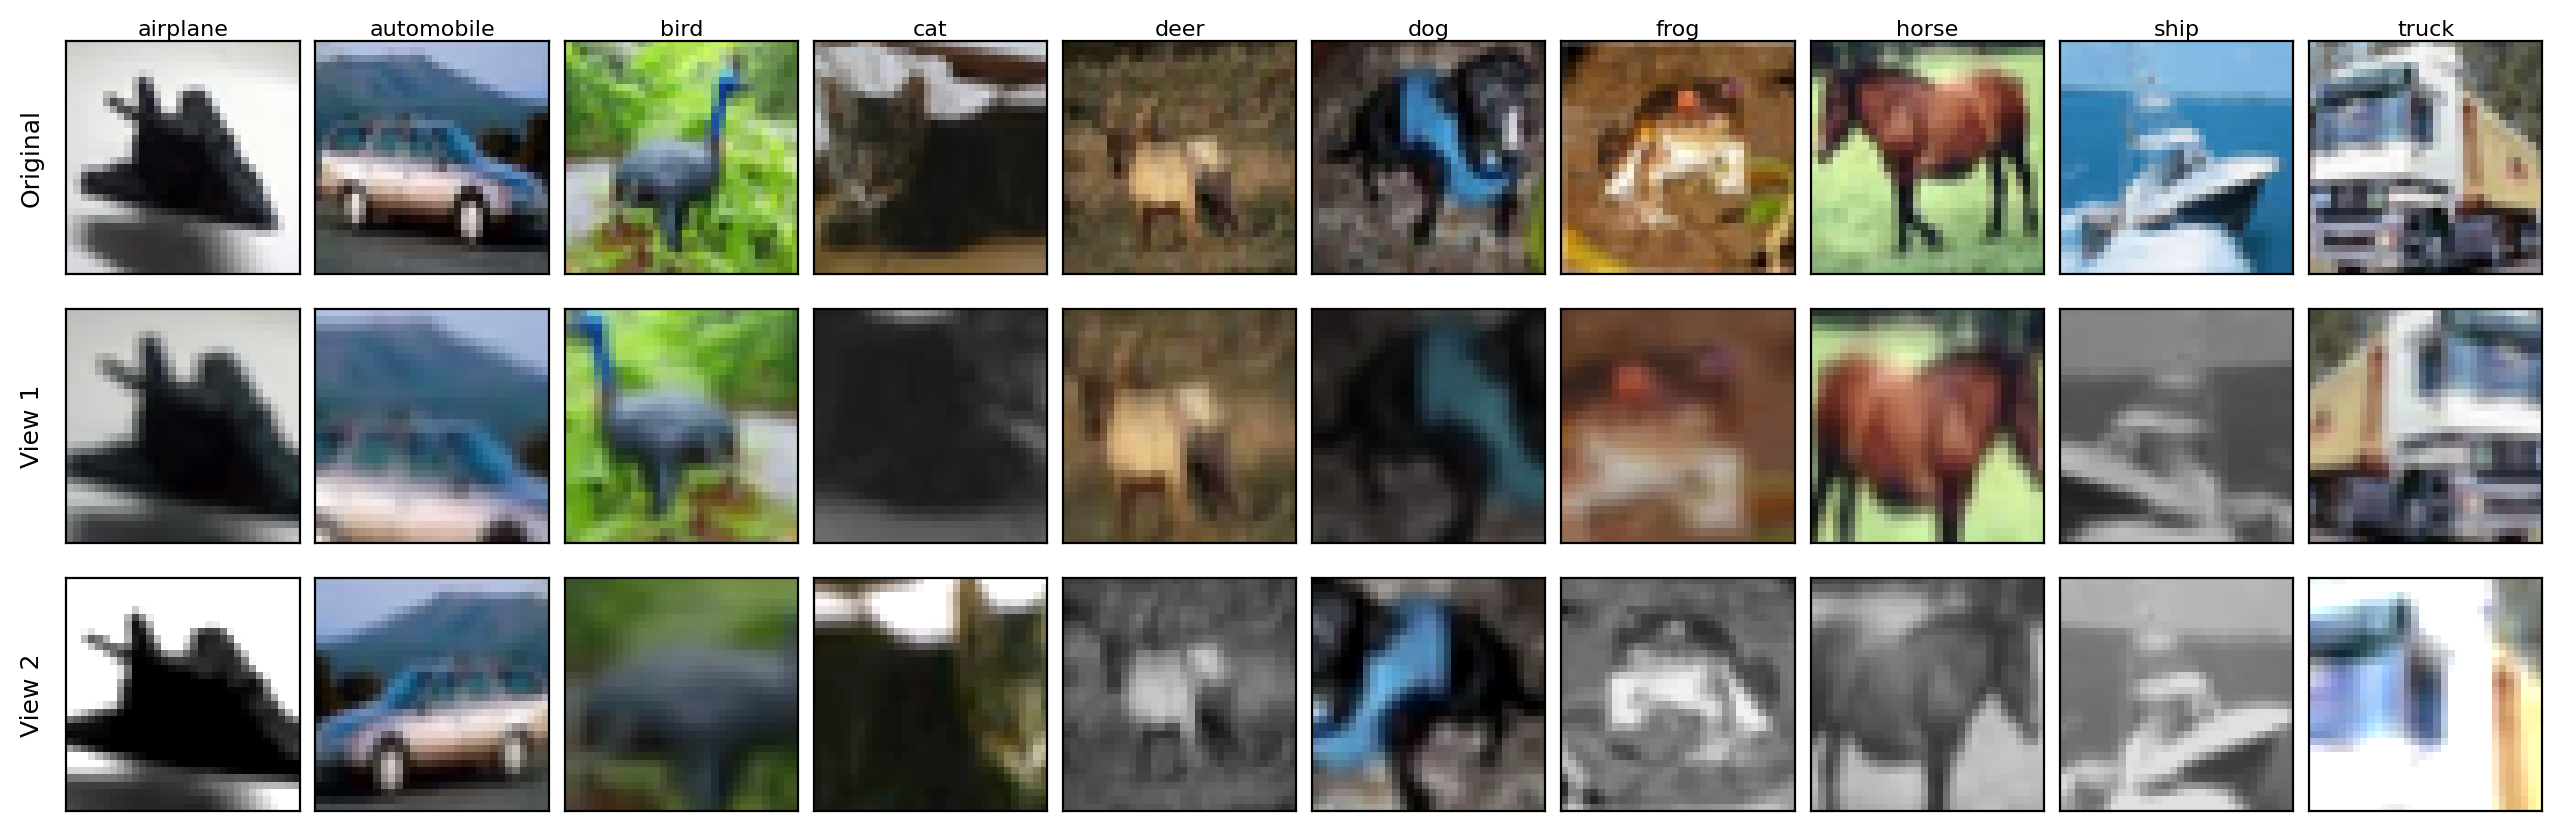 airplane automobile bird cat deer dog frog horse ship truck
Original
View 1
View 2